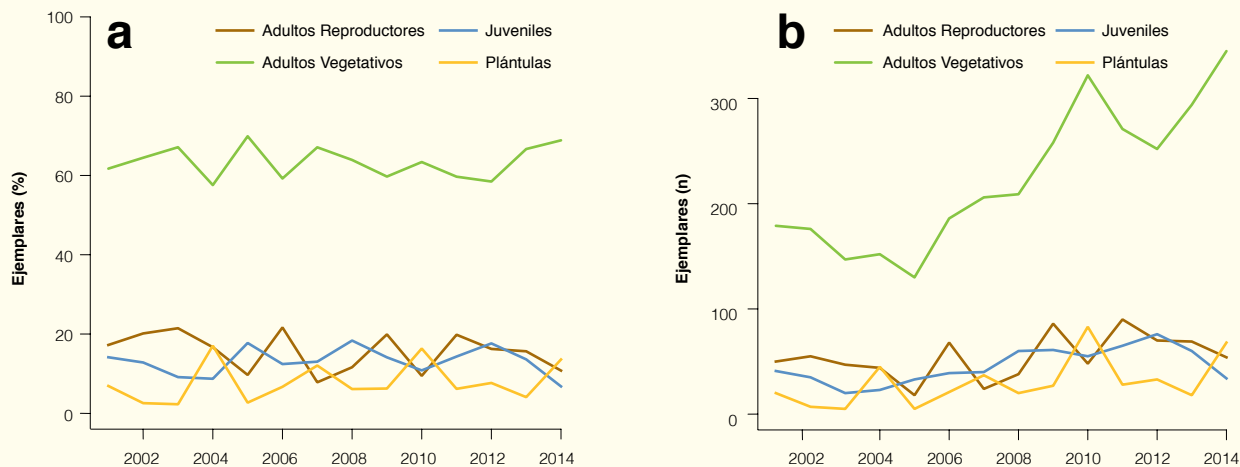 a
Adultos Reproductores
Juveniles
Adultos Vegetativos
Plántulas
Ejemplares (%)
100
80
60
40
20
0
2002 2004 2006 2008 2010 2012 2014
b
Adultos Reproductores
Juveniles
Adultos Vegetativos
Plántulas
Ejemplares (n)
300
200
100
0
2002 2004 2006 2008 2010 2012 2014